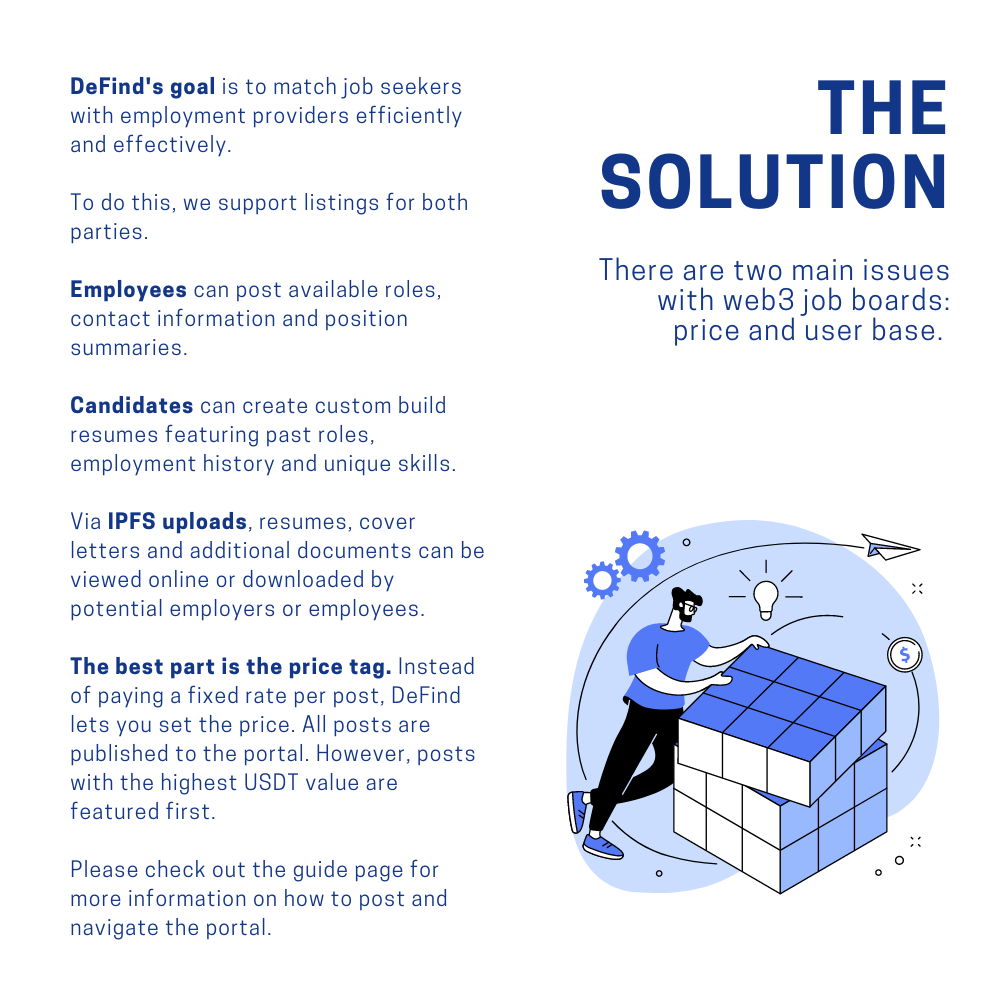 THE
SOLUTION
There are two main issues
with web3 job boards:
price and user base.
DeFind's goal is to match job seekers
with employment providers efficiently
and effectively.
To do this, we support listings for both
parties.
Employees can post available roles,
contact information and position
summaries.
Candidates can create custom build
resumes featuring past roles,
employment history and unique skills.
Via IPFS uploads, resumes, cover
letters and additional documents can be
viewed online or downloaded by
potential employers or employees.
The best part is the price tag. Instead
of paying a fixed rate per post, DeFind
lets you set the price. All posts are
published to the portal. However, posts
with the highest USDT value are
featured first.
Please check out the guide page for
more information on how to post and
navigate the portal.
$